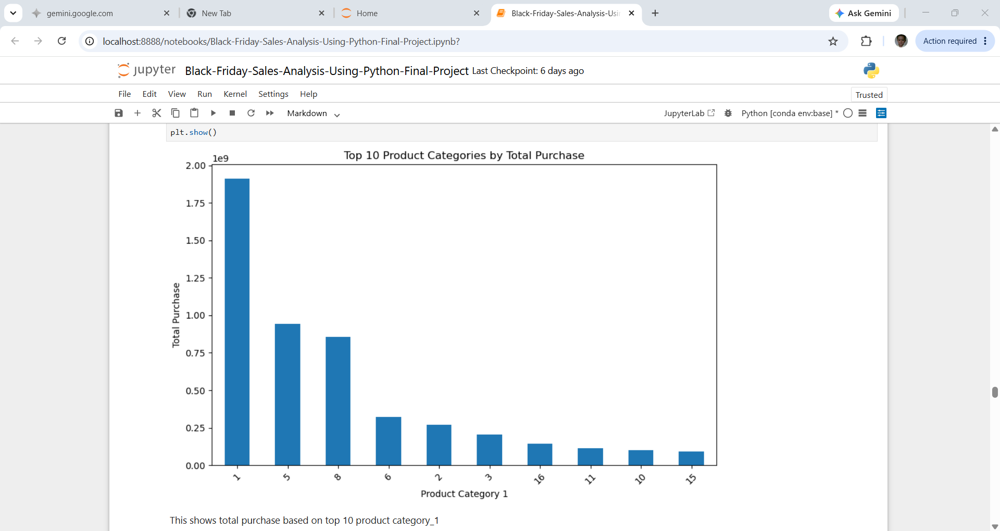 gemini.google.com
New Tab
Home
Black-Friday-Sales-Analysis-Usi
Ask Gemini
localhost:8888/notebooks/Black-Friday-Sales-Analysis-Using-Python-Final-Project.ipynb?
Action required
jupyter
Black-Friday-Sales-Analysis-Using-Python-Final-Project Last Checkpoint: 6 days ago
File Edit View Run Kernel Settings Help
Trusted
Markdown
JupyterLab
Python [conda env:base] *
plt.show()
Top 10 Product Categories by Total Purchase
1e9
2.00
1.75
1.50
1.25
1.00
0.75
0.50
0.25
0.00
Total Purchase
1 5 8 6 2 3 16 11 10 15
Product Category 1
This shows total purchase based on top 10 product category_1